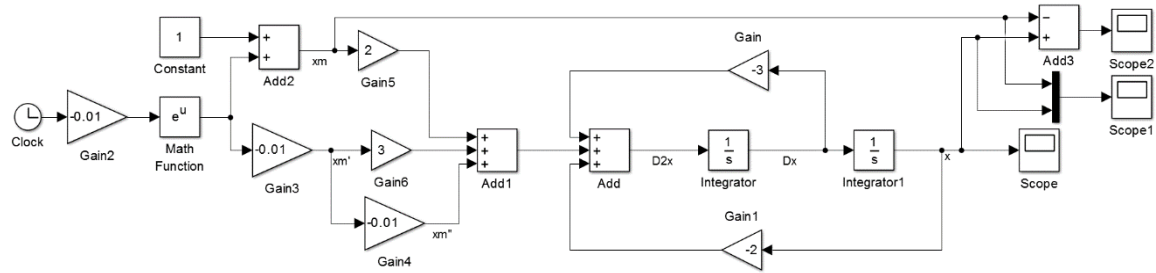 1
Constant
+
+
Add2
xm
2
Gain5
Gain
-3
−
+
Add3
Scope2
Clock
-0.01
Gain2
e^u
Math
Function
-0.01
Gain3
xm'
3
Gain6
-0.01
Gain4
xm"
+
+
+
Add1
+
+
+
Add
D2x
1
s
Integrator
Dx
1
s
Integrator1
x
Scope1
Scope
Gain1
-2